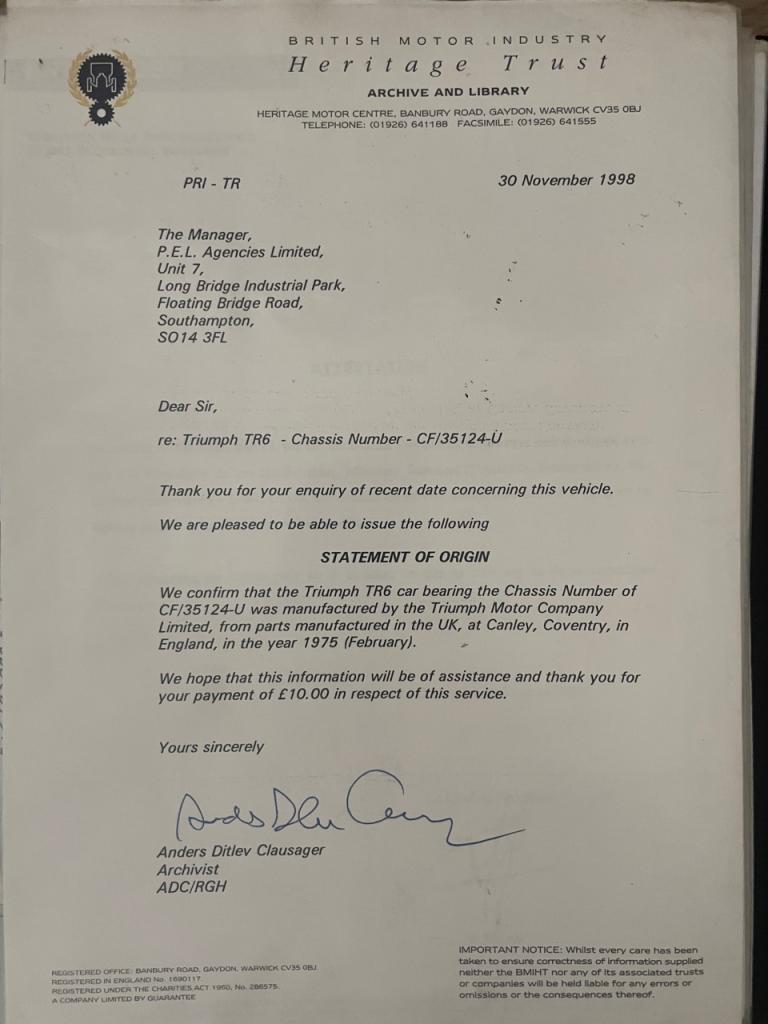 BRITISH MOTOR INDUSTRY
Heritage Trust
ARCHIVE AND LIBRARY
HERITAGE MOTOR CENTRE, BANBURY ROAD, GAYDON, WARWICK CV35 0BJ
TELEPHONE: (01926) 641188 FACSIMILE: (01926) 641555
PRI - TR
30 November 1998
The Manager,
P.E.L. Agencies Limited,
Unit 7,
Long Bridge Industrial Park,
Floating Bridge Road,
Southampton,
SO14 3FL
Dear Sir,
re: Triumph TR6 - Chassis Number - CF/35124-U
Thank you for your enquiry of recent date concerning this vehicle.
We are pleased to be able to issue the following
STATEMENT OF ORIGIN
We confirm that the Triumph TR6 car bearing the Chassis Number of
CF/35124-U was manufactured by the Triumph Motor Company
Limited, from parts manufactured in the UK, at Canley, Coventry, in
England, in the year 1975 (February).
We hope that this information will be of assistance and thank you for
your payment of £10.00 in respect of this service.
Yours sincerely
Anders Ditlev Clausager
Archivist
ADC/RGH
REGISTERED OFFICE: BANBURY ROAD, GAYDON, WARWICK CV35 0BJ
REGISTERED IN ENGLAND No. 1690117.
REGISTERED UNDER THE CHARITIES ACT 1960, No. 286575.
A COMPANY LIMITED BY GUARANTEE
IMPORTANT NOTICE: Whilst every care has been
taken to ensure correctness of information supplied
neither the BMIHT nor any of its associated trusts
or companies will be held liable for any errors or
omissions or the consequences thereof.